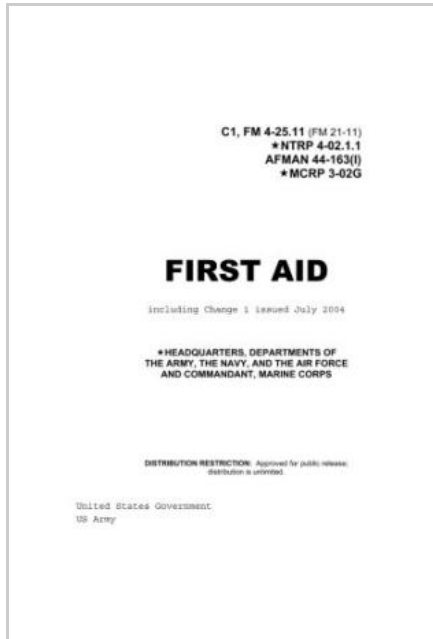 C1, FM 4-25.11 (FM 21-11)
★NTRP 4-02.1.1
AFMAN 44-163(I)
★MCRP 3-02G
FIRST AID
including Change 1 issued July 2004
★HEADQUARTERS, DEPARTMENTS OF
THE ARMY, THE NAVY, AND THE AIR FORCE
AND COMMANDANT, MARINE CORPS
DISTRIBUTION RESTRICTION: Approved for public release;
distribution is unlimited.
United States Government
US Army